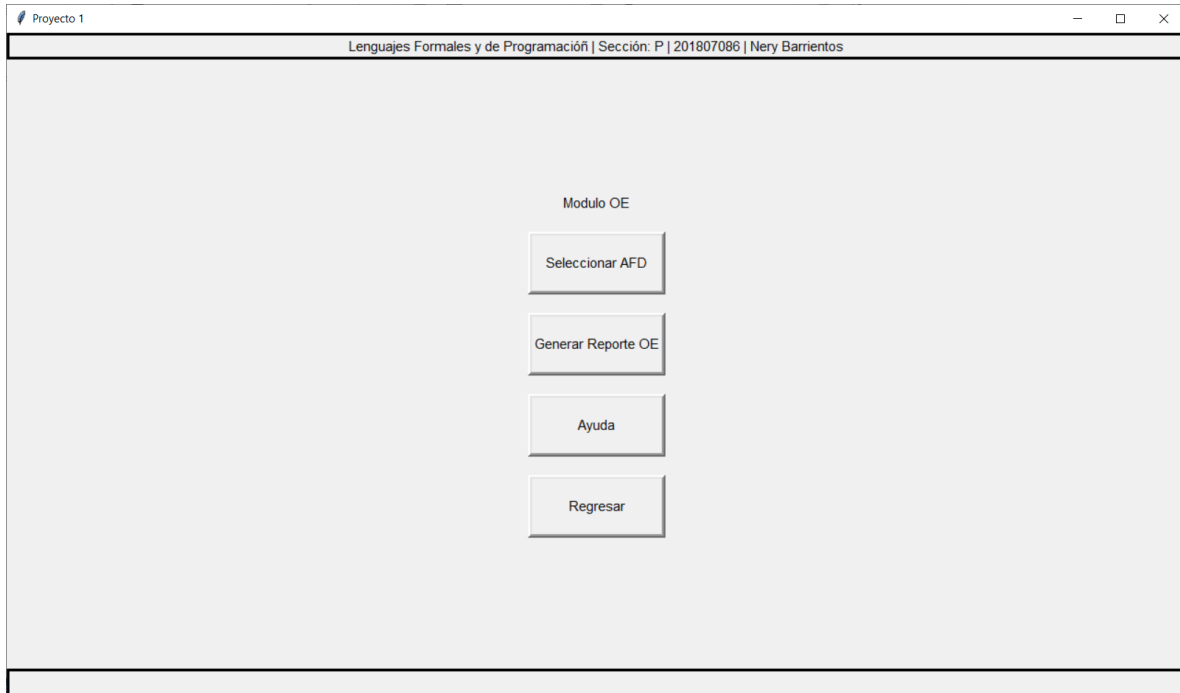 Proyecto 1
Lenguajes Formales y de Programacióñ | Sección: P | 201807086 | Nery Barrientos
Modulo OE
Seleccionar AFD
Generar Reporte OE
Ayuda
Regresar